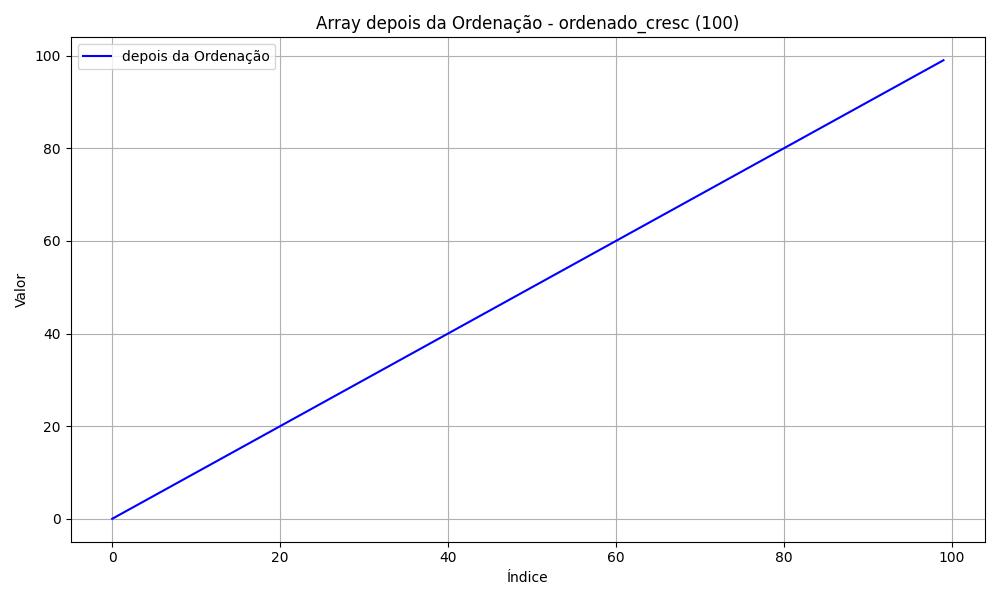 Array depois da Ordenação - ordenado_cresc (100)
depois da Ordenação
100
80
60
40
20
0
Valor
0 20 40 60 80 100
Índice